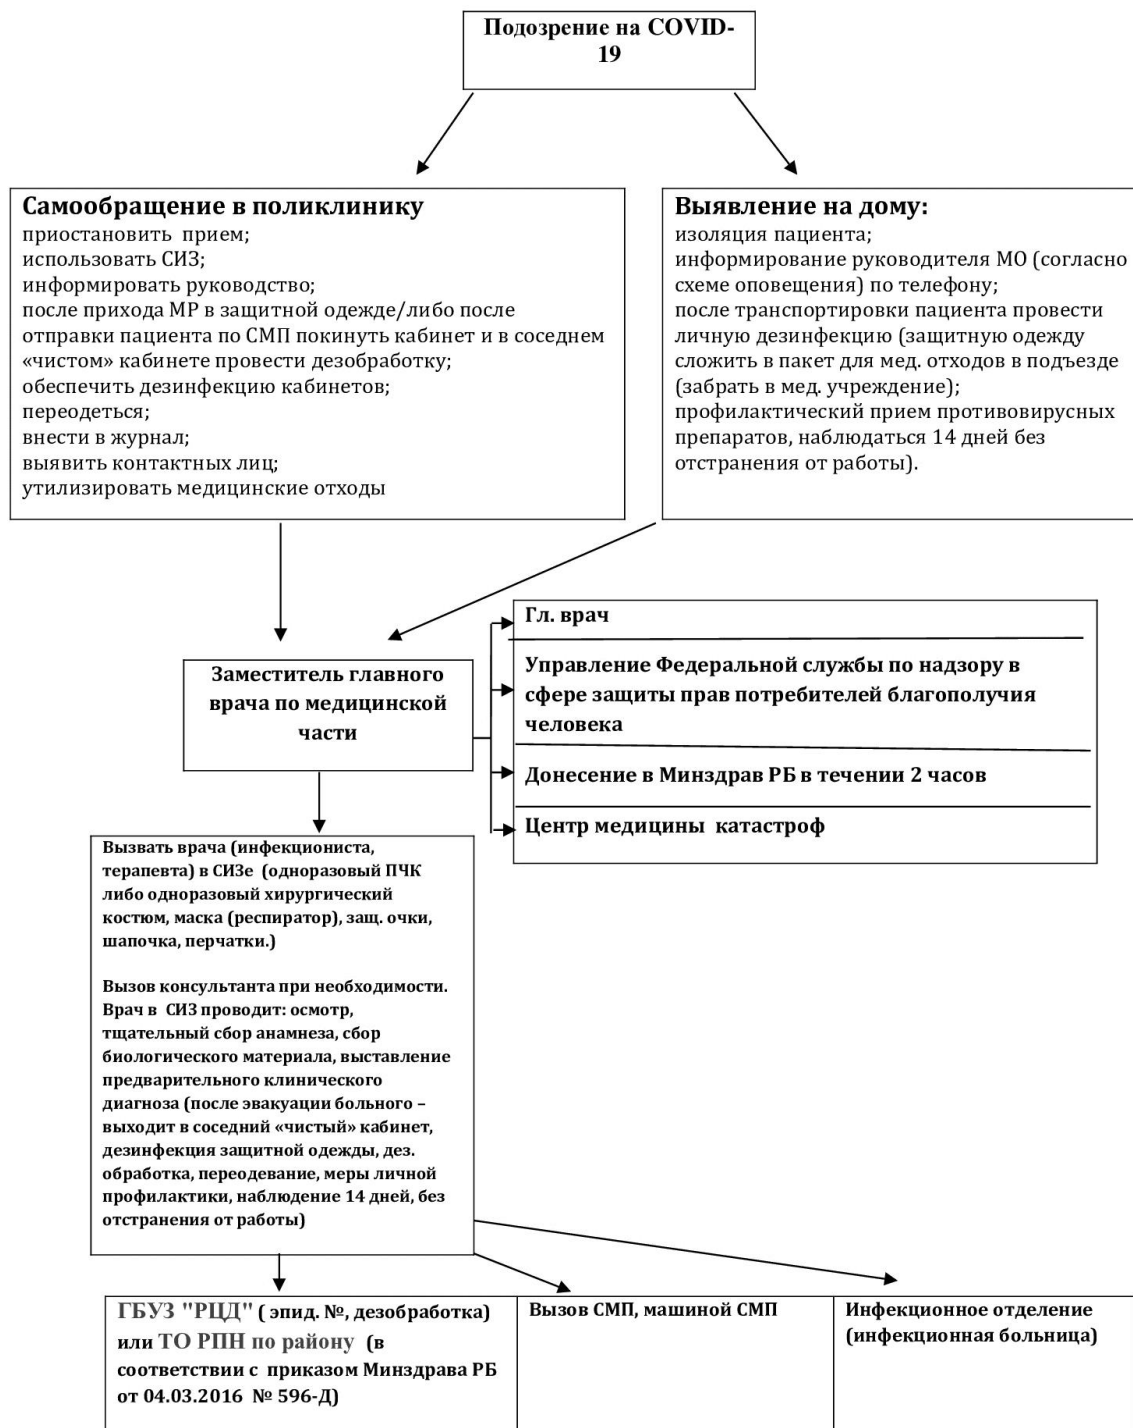 Подозрение на COVID-
19
Самообращение в поликлинику
приостановить прием;
использовать СИЗ;
информировать руководство;
после прихода МР в защитной одежде/либо после
отправки пациента по СМП покинуть кабинет и в соседнем
«чистом» кабинете провести дезобработку;
обеспечить дезинфекцию кабинетов;
переодеться;
внести в журнал;
выявить контактных лиц;
утилизировать медицинские отходы
Выявление на дому:
изоляция пациента;
информирование руководителя МО (согласно
схеме оповещения) по телефону;
после транспортировки пациента провести
личную дезинфекцию (защитную одежду
сложить в пакет для мед. отходов в подъезде
(забрать в мед. учреждение);
профилактический прием противовирусных
препаратов, наблюдаться 14 дней без
отстранения от работы).
Заместитель главного
врача по медицинской
части
Гл. врач
Управление Федеральной службы по надзору в
сфере защиты прав потребителей благополучия
человека
Донесение в Минздрав РБ в течении 2 часов
Центр медицины катастроф
Вызвать врача (инфекциониста,
терапевта) в СИЗе (одноразовый ПЧК
либо одноразовый хирургический
костюм, маска (респиратор), защ. очки,
шапочка, перчатки.)
Вызов консультанта при необходимости.
Врач в СИЗ проводит: осмотр,
тщательный сбор анамнеза, сбор
биологического материала, выставление
предварительного клинического
диагноза (после эвакуации больного –
выходит в соседний «чистый» кабинет,
дезинфекция защитной одежды, дез.
обработка, переодевание, меры личной
профилактики, наблюдение 14 дней, без
отстранения от работы)
ГБУЗ "РЦД" ( эпид. №, дезобработка)
или ТО РПН по району (в
соответствии с приказом Минздрава РБ
от 04.03.2016 № 596-Д)
Вызов СМП, машиной СМП
Инфекционное отделение
(инфекционная больница)